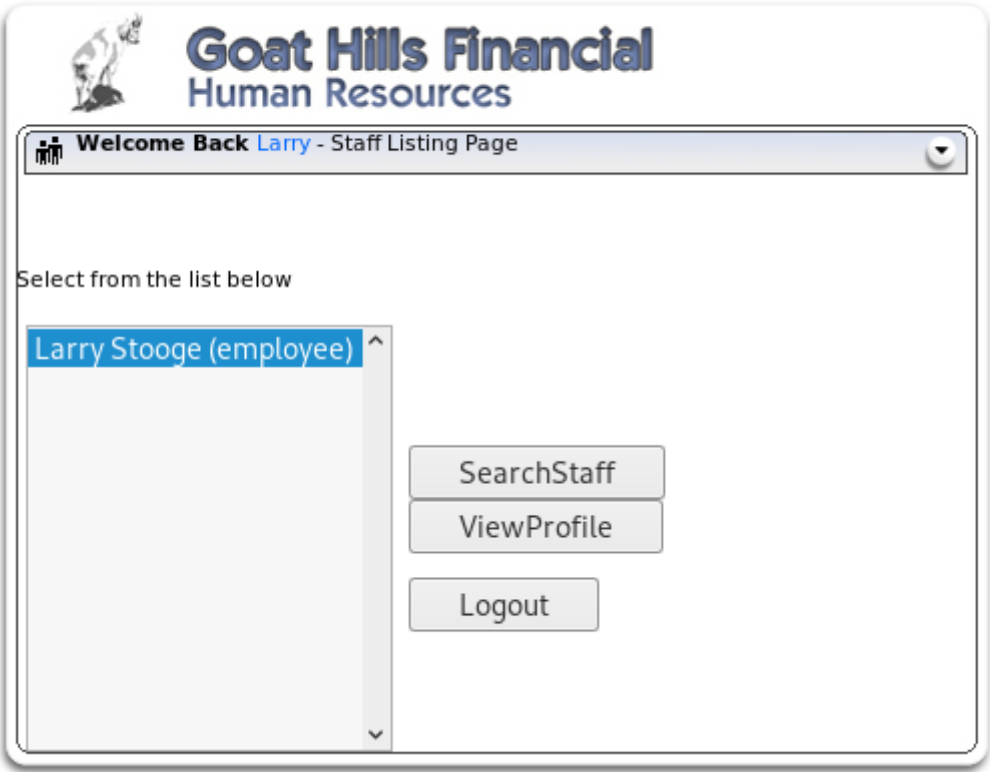 Goat Hills Financial
Human Resources
Welcome Back Larry - Staff Listing Page
Select from the list below
Larry Stooge (employee)
SearchStaff
ViewProfile
Logout